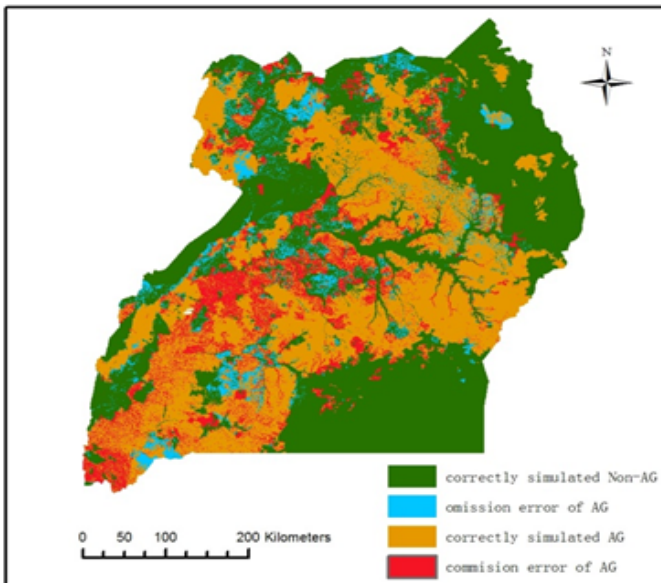 N
correctly simulated Non-AG
omission error of AG
correctly simulated AG
commision error of AG
0 25 50 100 200 Kilometers